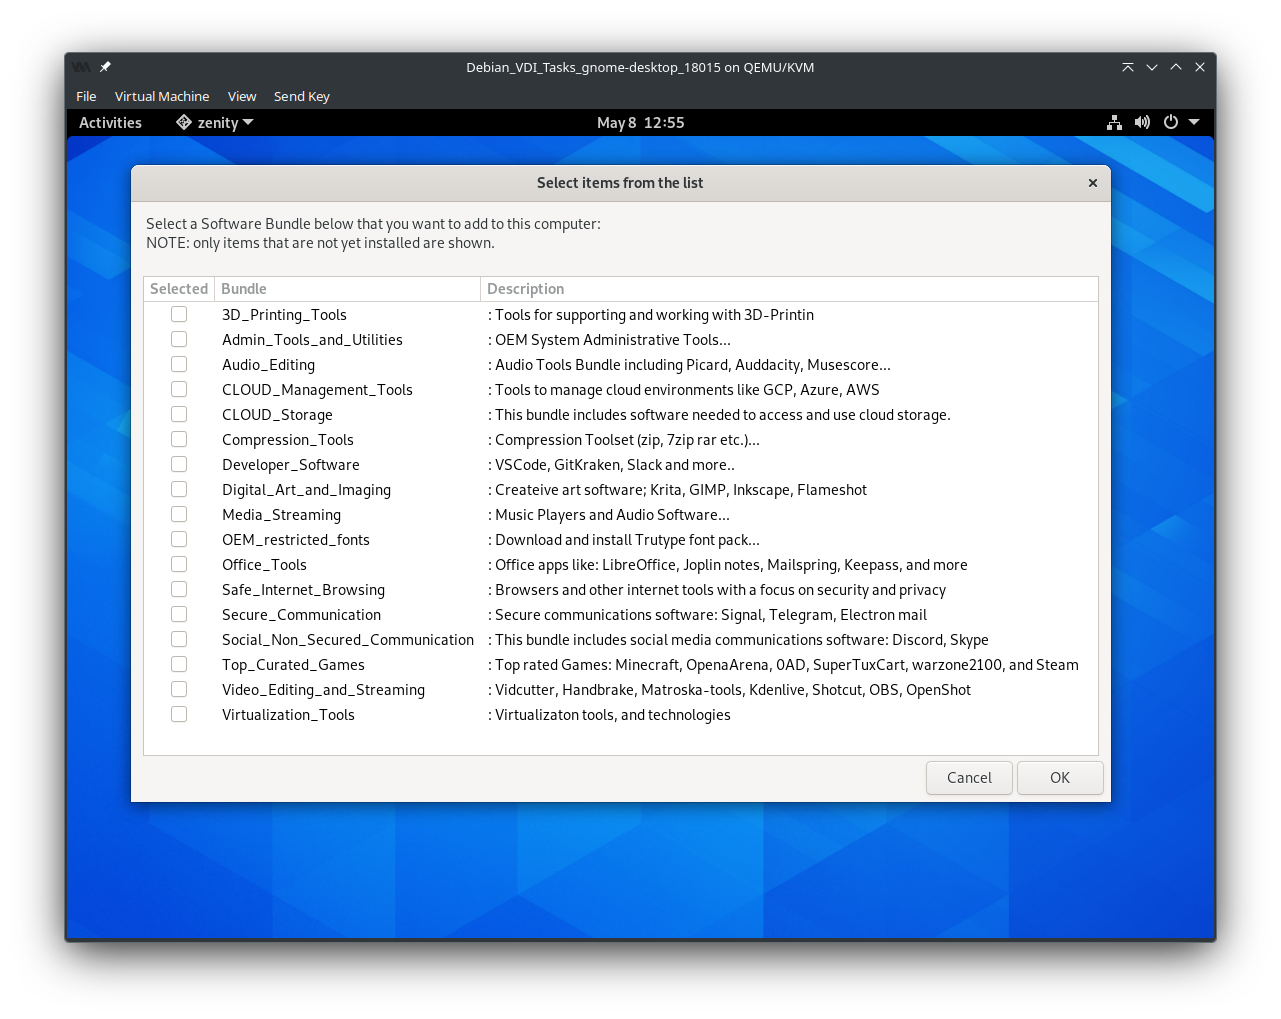 Debian_VDI_Tasks_gnome-desktop_18015 on QEMU/KVM
File Virtual Machine View Send Key
Activities zenity May 8 12:55
Select items from the list
Select a Software Bundle below that you want to add to this computer:
NOTE: only items that are not yet installed are shown.
Selected Bundle Description
3D_Printing_Tools : Tools for supporting and working with 3D-Printin
Admin_Tools_and_Utilities : OEM System Administrative Tools...
Audio_Editing : Audio Tools Bundle including Picard, Auddacity, Musescore...
CLOUD_Management_Tools : Tools to manage cloud environments like GCP, Azure, AWS
CLOUD_Storage : This bundle includes software needed to access and use cloud storage.
Compression_Tools : Compression Toolset (zip, 7zip rar etc.)...
Developer_Software : VSCode, GitKraken, Slack and more..
Digital_Art_and_Imaging : Createive art software; Krita, GIMP, Inkscape, Flameshot
Media_Streaming : Music Players and Audio Software...
OEM_restricted_fonts : Download and install Trutype font pack...
Office_Tools : Office apps like: LibreOffice, Joplin notes, Mailspring, Keepass, and more
Safe_Internet_Browsing : Browsers and other internet tools with a focus on security and privacy
Secure_Communication : Secure communications software: Signal, Telegram, Electron mail
Social_Non_Secured_Communication : This bundle includes social media communications software: Discord, Skype
Top_Curated_Games : Top rated Games: Minecraft, OpenaArena, 0AD, SuperTuxCart, warzone2100, and Steam
Video_Editing_and_Streaming : Vidcutter, Handbrake, Matroska-tools, Kdenlive, Shotcut, OBS, OpenShot
Virtualization_Tools : Virtualizaton tools, and technologies
Cancel OK